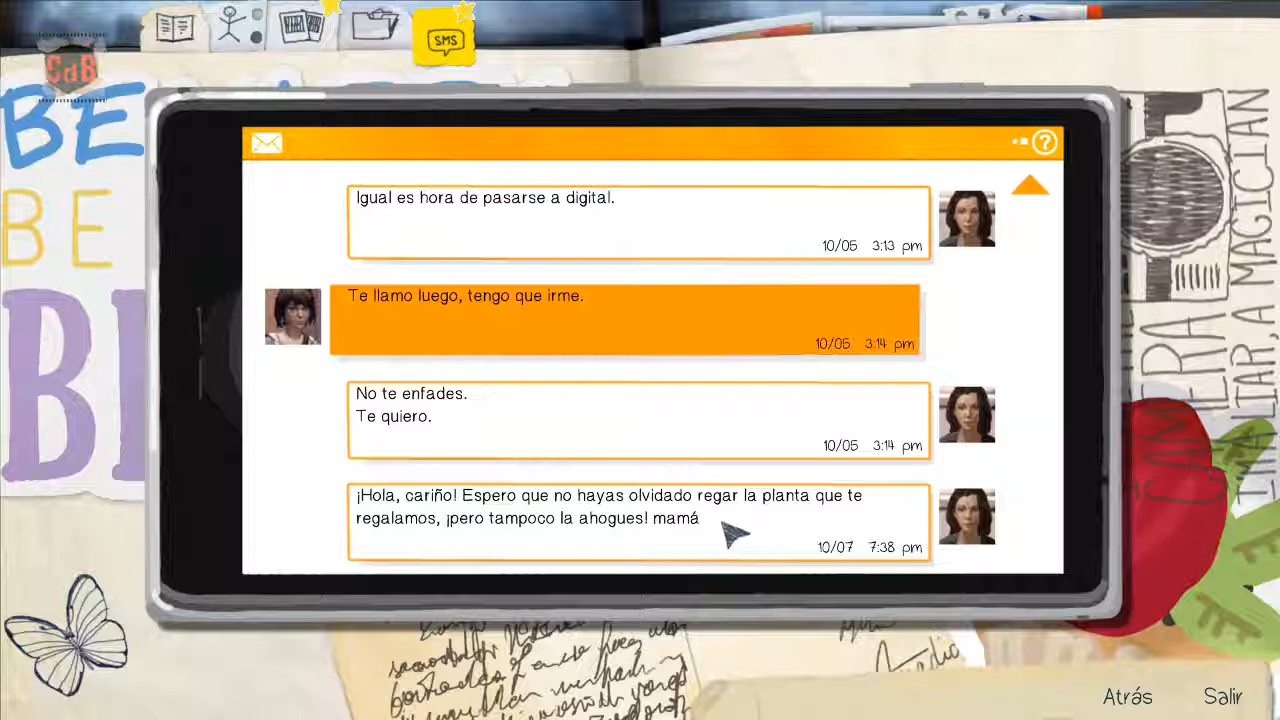 SMS
CdB
BE
BE
BE
Igual es hora de pasarse a digital.
10/05 3:13 pm
Te llamo luego, tengo que irme.
10/05 3:14 pm
No te enfades.
Te quiero.
10/05 3:14 pm
¡Hola, cariño! Espero que no hayas olvidado regar la planta que te
regalamos, ¡pero tampoco la ahogues! mamá
10/07 7:38 pm
?
CÁMARA
A MAGICIAN
Atrás
Salir